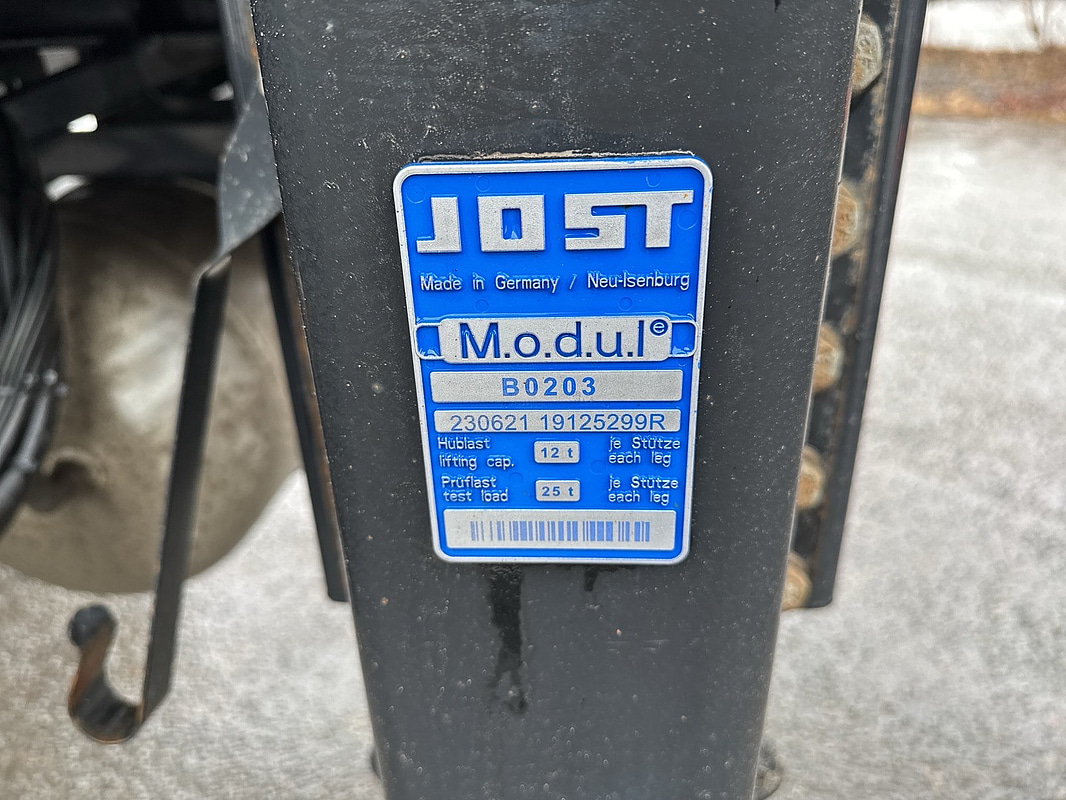 JOST
Made in Germany / Neu-Isenburg
M.o.d.u.l e
B0203
230621 19125299R
Hublast 12 t je Stütze
lifting cap. each leg
Prüflast 25 t je Stütze
test load each leg